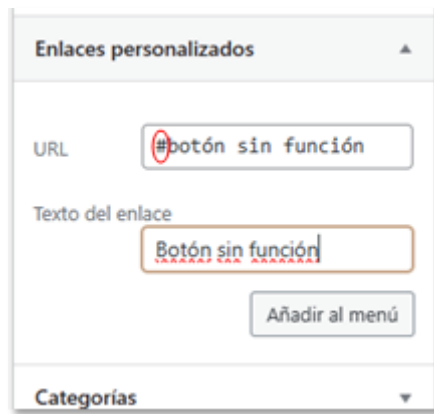 Enlaces personalizados
URL
#botón sin función
Texto del enlace
Botón sin función
Añadir al menú
Categorías